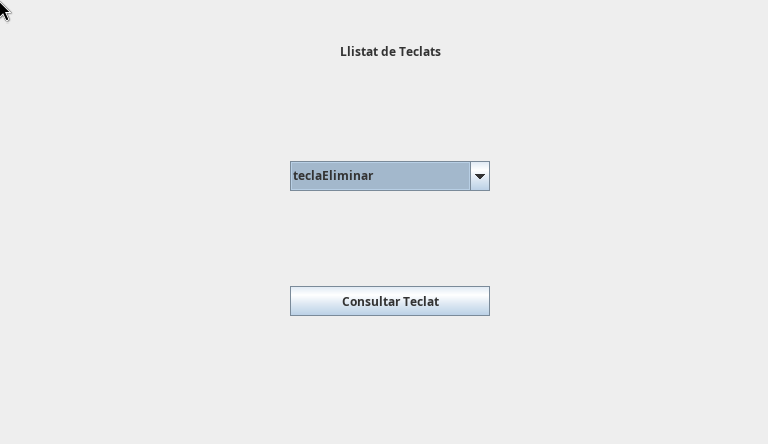 Llistat de Teclats
teclaEliminar
Consultar Teclat